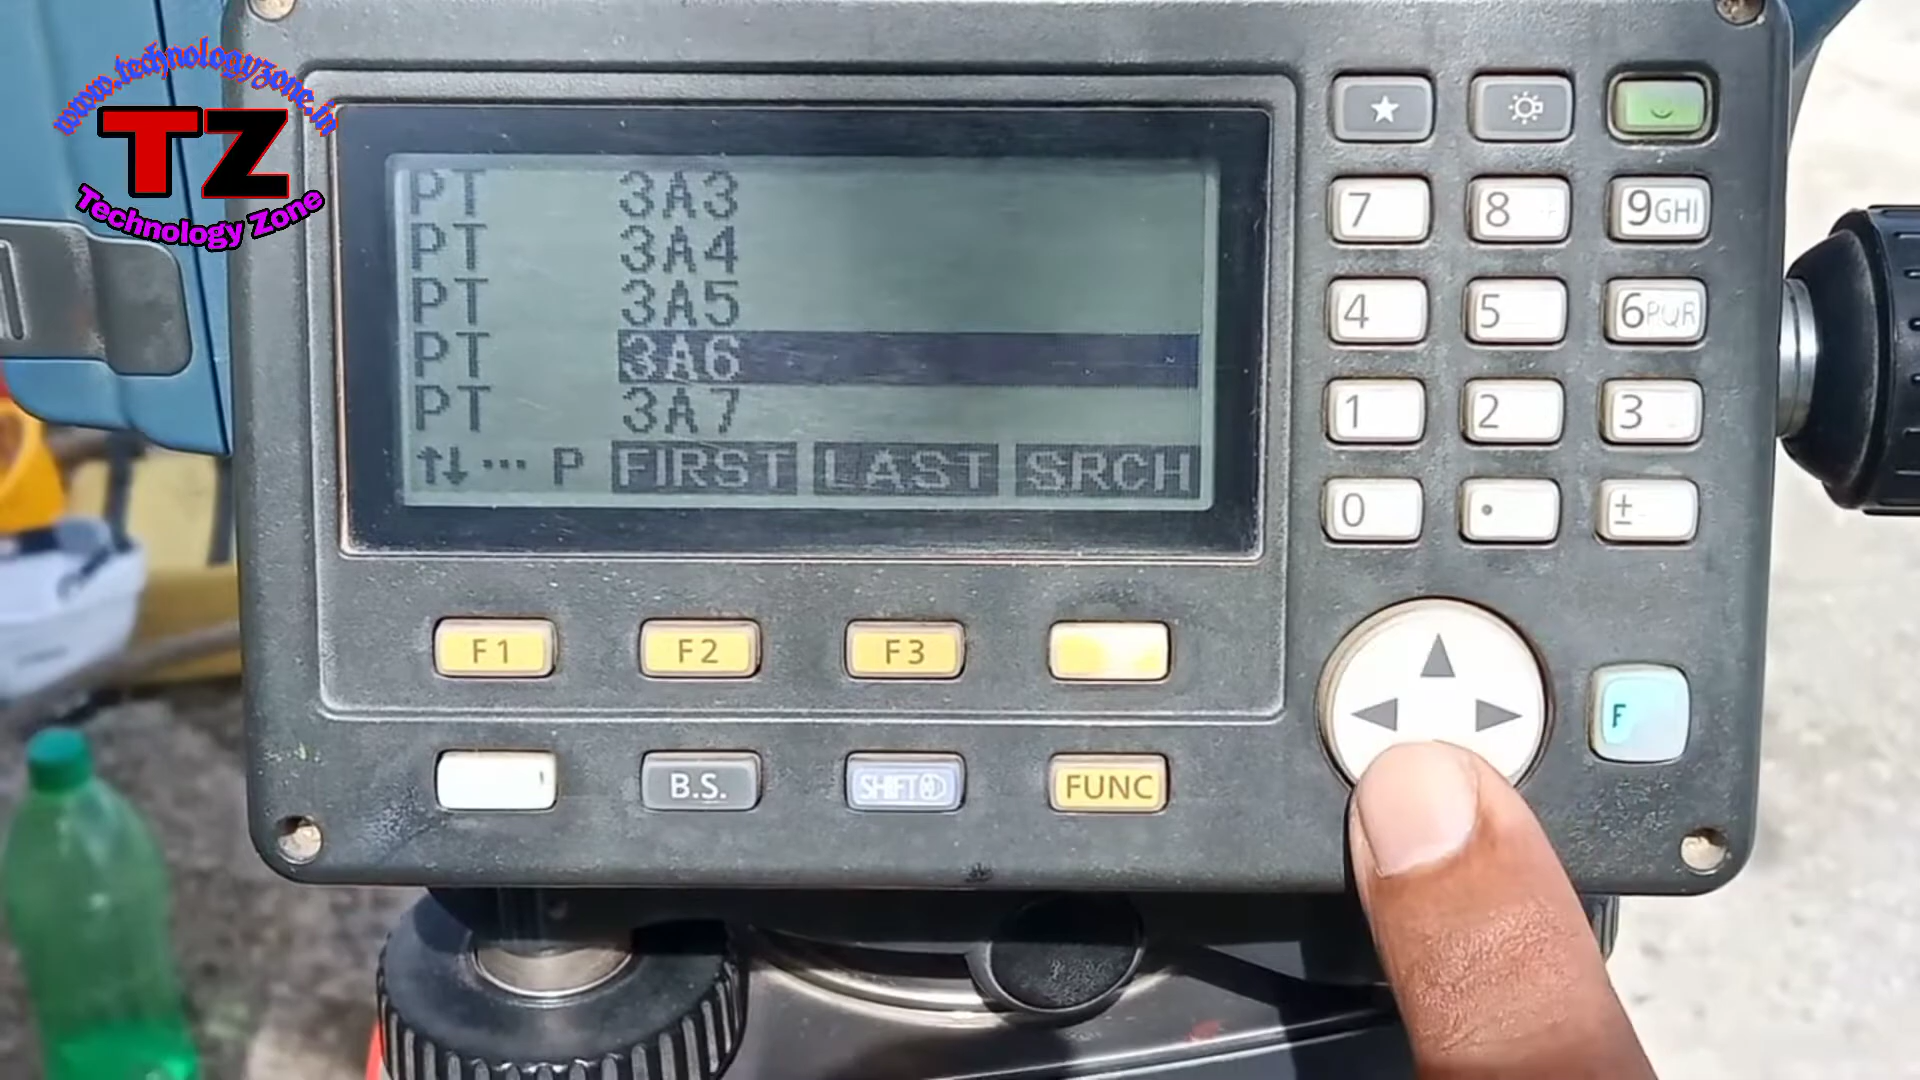 www.technologyzone.in
TZ
Technology Zone
PT 3A3
PT 3A4
PT 3A5
PT 3A6
PT 3A7
↑↓... P FIRST LAST SRCH
★
7 8 9GHI
4 5 6PQR
1 2 3
0 . ±
F1 F2 F3
F
B.S. SHIFT FUNC